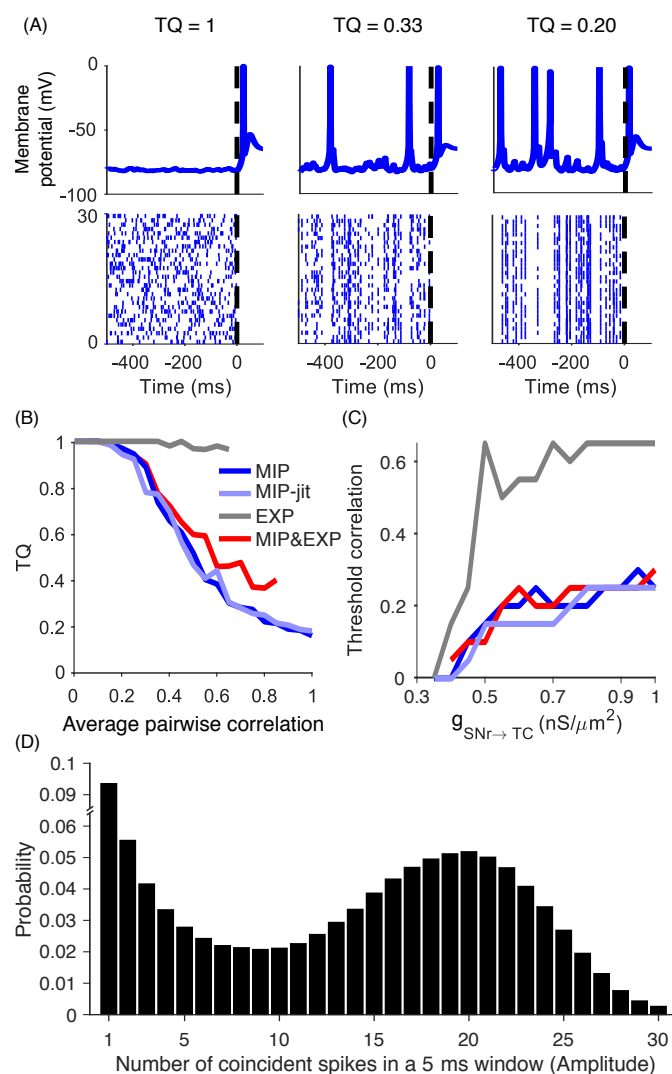 (A)
TQ = 1
TQ = 0.33
TQ = 0.20
Membrane
potential (mV)
0
-50
-100
30
0
-400 -200 0
-400 -200 0
-400 -200 0
Time (ms)
Time (ms)
Time (ms)
(B)
1
0.8
0.6
0.4
0.2
0
TQ
0 0.2 0.4 0.6 0.8 1
Average pairwise correlation
MIP
MIP-jit
EXP
MIP&EXP
(C)
0.6
0.4
0.2
0
Threshold correlation
0.3 0.5 0.7 0.9 1
g SNr→ TC (nS/μm²)
(D)
0.1
0.09
0.06
0.05
0.04
0.03
0.02
0.01
0
Probability
1 5 10 15 20 25 30
Number of coincident spikes in a 5 ms window (Amplitude)